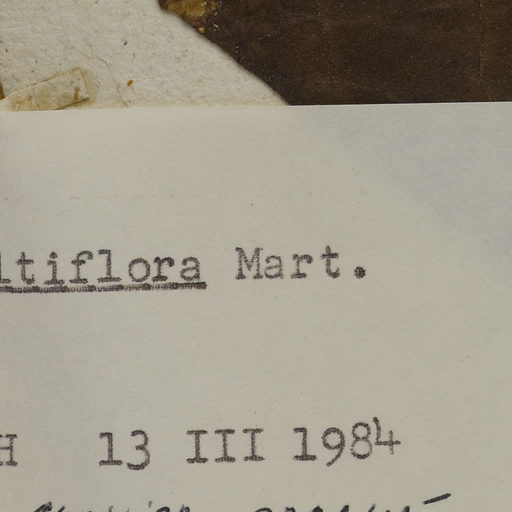 ltiflora Mart.
H 13 III 1984